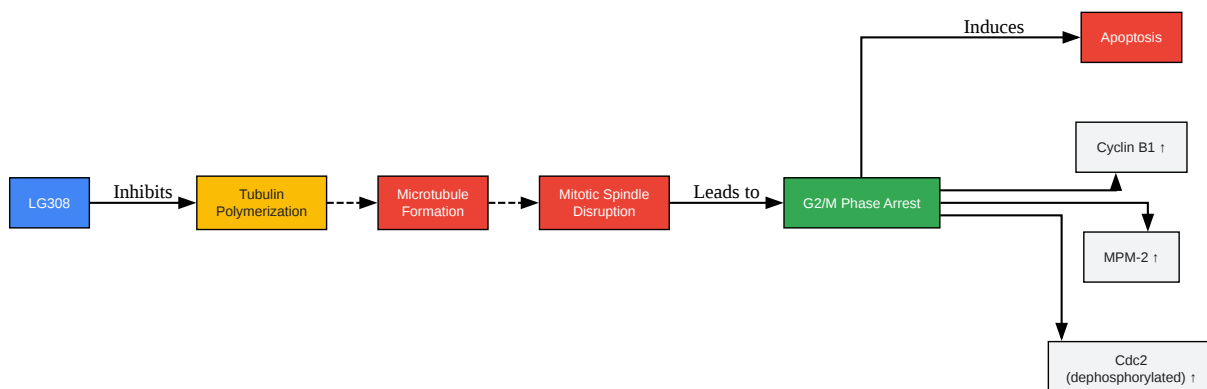 LG308
Inhibits
Tubulin
Polymerization
Microtubule
Formation
Mitotic Spindle
Disruption
Leads to
G2/M Phase Arrest
Induces
Apoptosis
Cyclin B1 ↑
MPM-2 ↑
Cdc2
(dephosphorylated) ↑